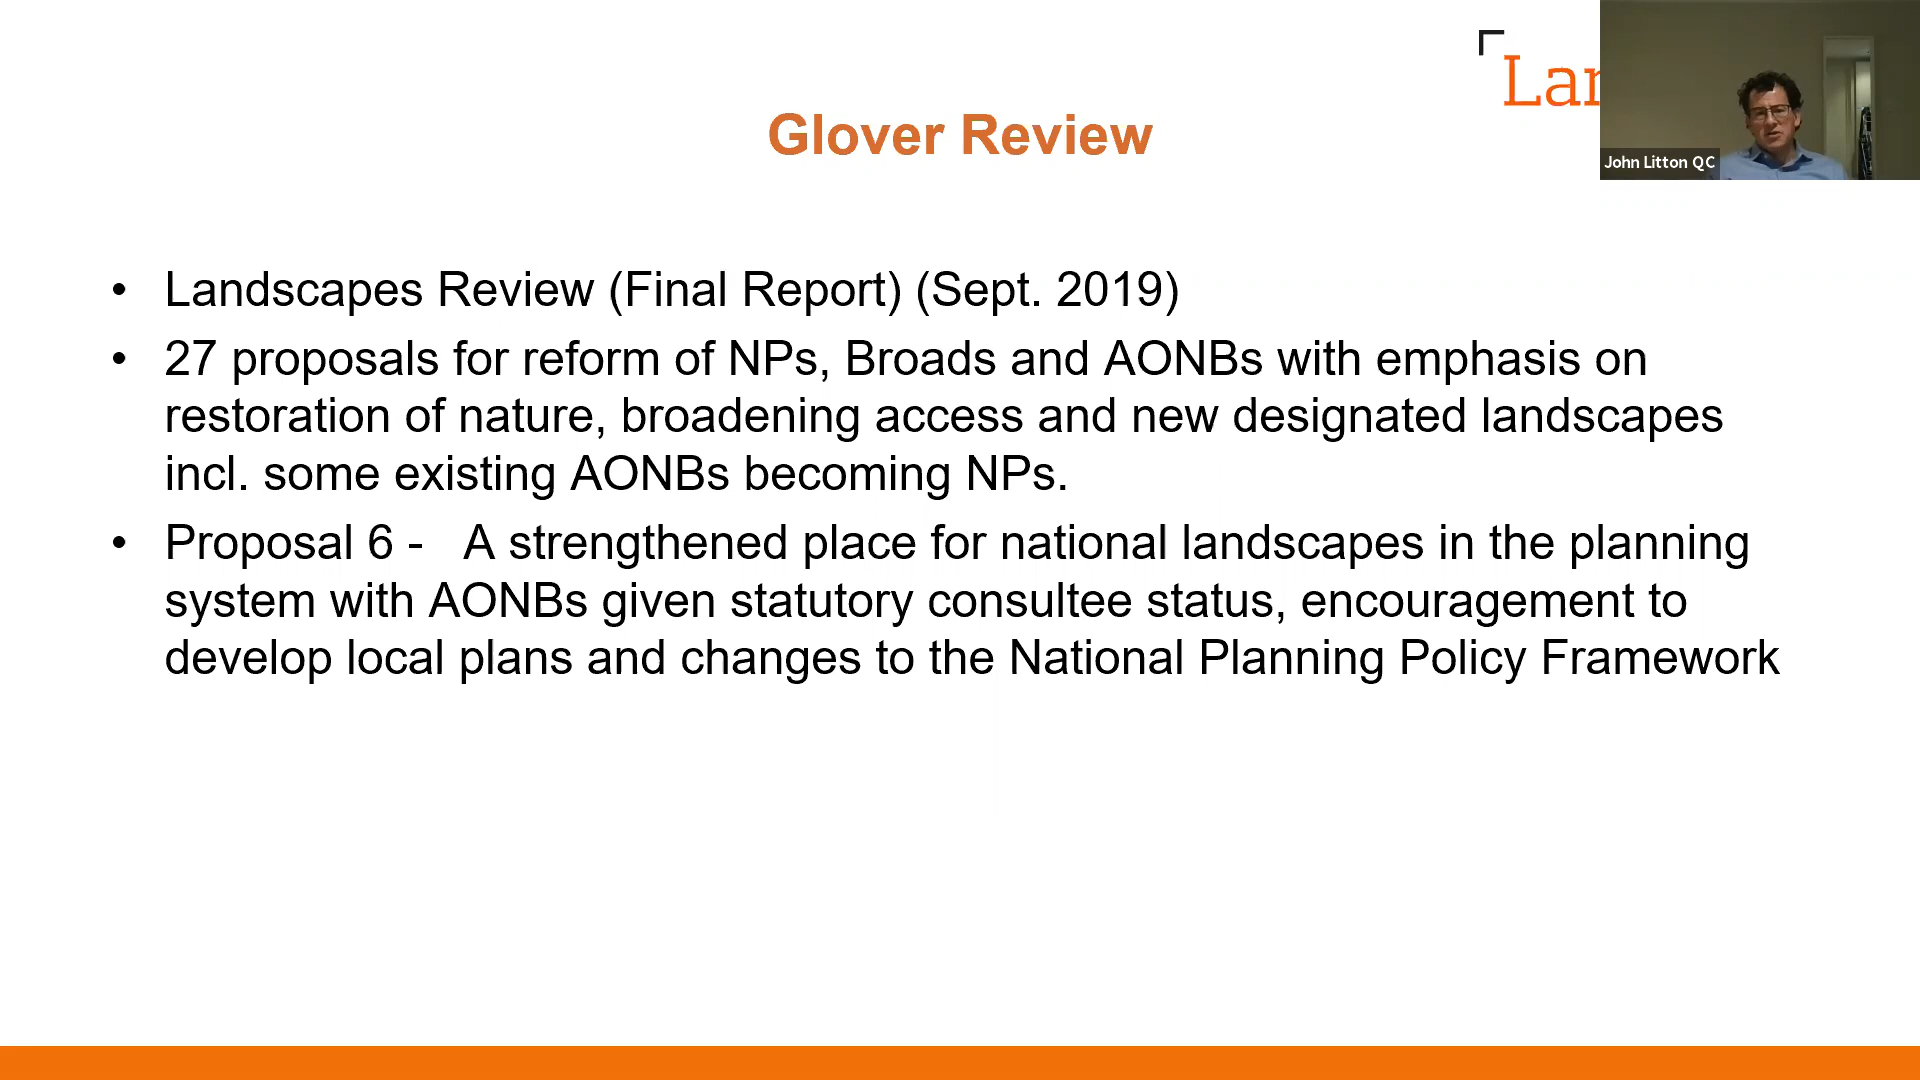 Glover Review
John Litton QC
• Landscapes Review (Final Report) (Sept. 2019)
• 27 proposals for reform of NPs, Broads and AONBs with emphasis on
restoration of nature, broadening access and new designated landscapes
incl. some existing AONBs becoming NPs.
• Proposal 6 - A strengthened place for national landscapes in the planning
system with AONBs given statutory consultee status, encouragement to
develop local plans and changes to the National Planning Policy Framework